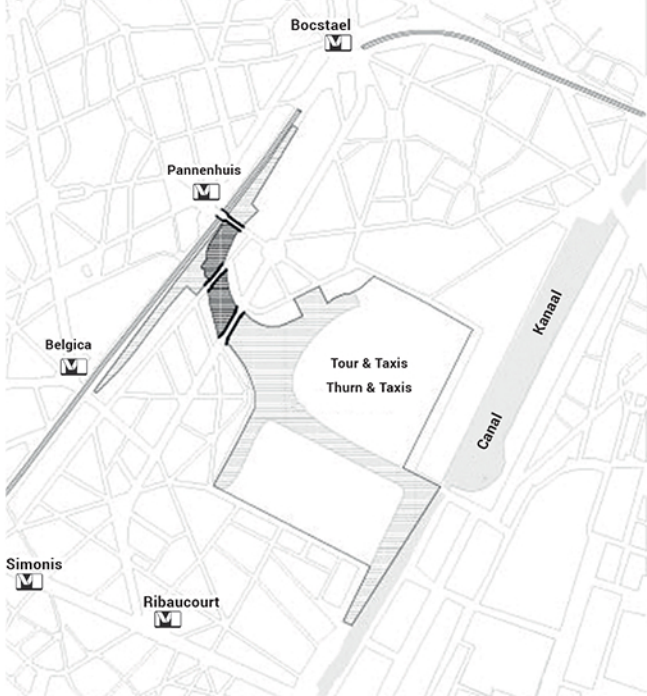 Bocstael
M
Pannenhuis
M
Belgica
M
Tour & Taxis
Thurn & Taxis
Kanaal
Canal
Simonis
M
Ribaucourt
M